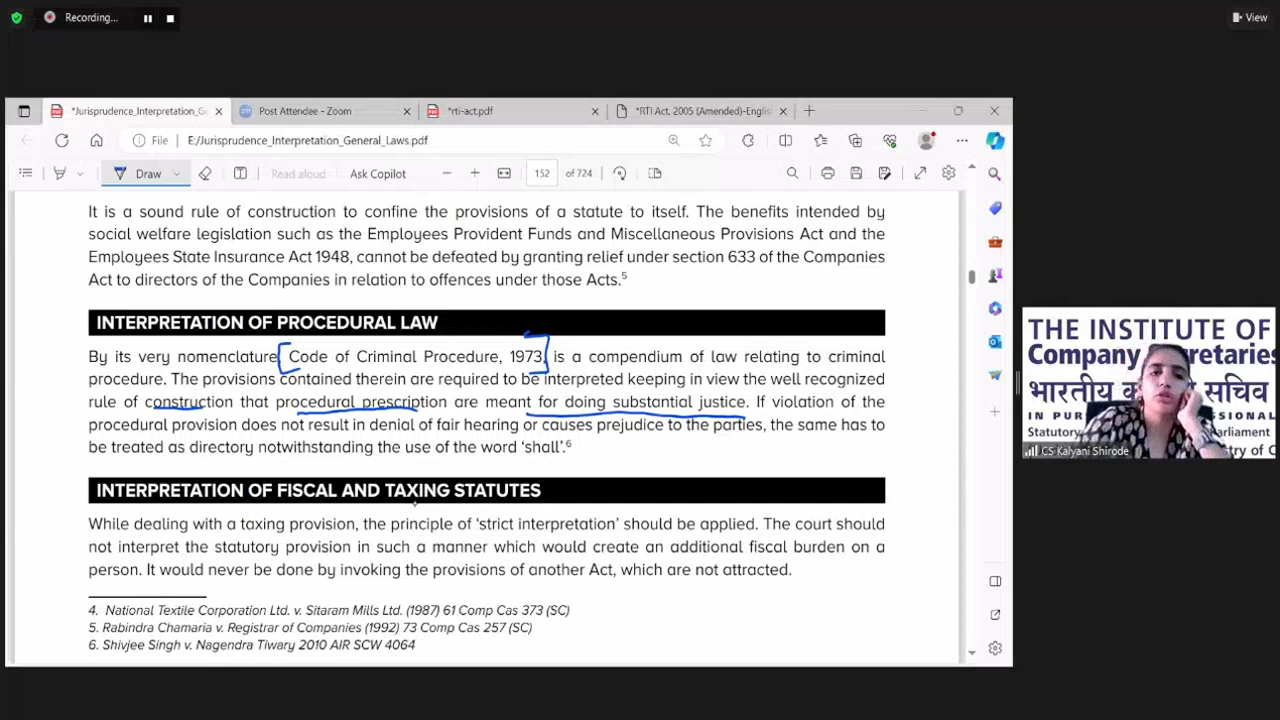 Recording...
View
*Jurisprudence_Interpretation_Ge
Post Attendee - Zoom
*rti-act.pdf
*RTI Act, 2005 (Amended)-Englis
File
E:/Jurisprudence_Interpretation_General_Laws.pdf
Draw
Read aloud
Ask Copilot
152
of 724
It is a sound rule of construction to confine the provisions of a statute to itself. The benefits intended by
social welfare legislation such as the Employees Provident Funds and Miscellaneous Provisions Act and the
Employees State Insurance Act 1948, cannot be defeated by granting relief under section 633 of the Companies
Act to directors of the Companies in relation to offences under those Acts.5
INTERPRETATION OF PROCEDURAL LAW
By its very nomenclature Code of Criminal Procedure, 1973, is a compendium of law relating to criminal
procedure. The provisions contained therein are required to be interpreted keeping in view the well recognized
rule of construction that procedural prescription are meant for doing substantial justice. If violation of the
procedural provision does not result in denial of fair hearing or causes prejudice to the parties, the same has to
be treated as directory notwithstanding the use of the word ‘shall’.6
INTERPRETATION OF FISCAL AND TAXING STATUTES
While dealing with a taxing provision, the principle of ‘strict interpretation’ should be applied. The court should
not interpret the statutory provision in such a manner which would create an additional fiscal burden on a
person. It would never be done by invoking the provisions of another Act, which are not attracted.
4. National Textile Corporation Ltd. v. Sitaram Mills Ltd. (1987) 61 Comp Cas 373 (SC)
5. Rabindra Chamaria v. Registrar of Companies (1992) 73 Comp Cas 257 (SC)
6. Shivjee Singh v. Nagendra Tiwary 2010 AIR SCW 4064
THE INSTITUTE OF
Company Secretaries
भारतीय सचिव
IN PUR
Statutory
Parliament
CS Kalyani Shirode